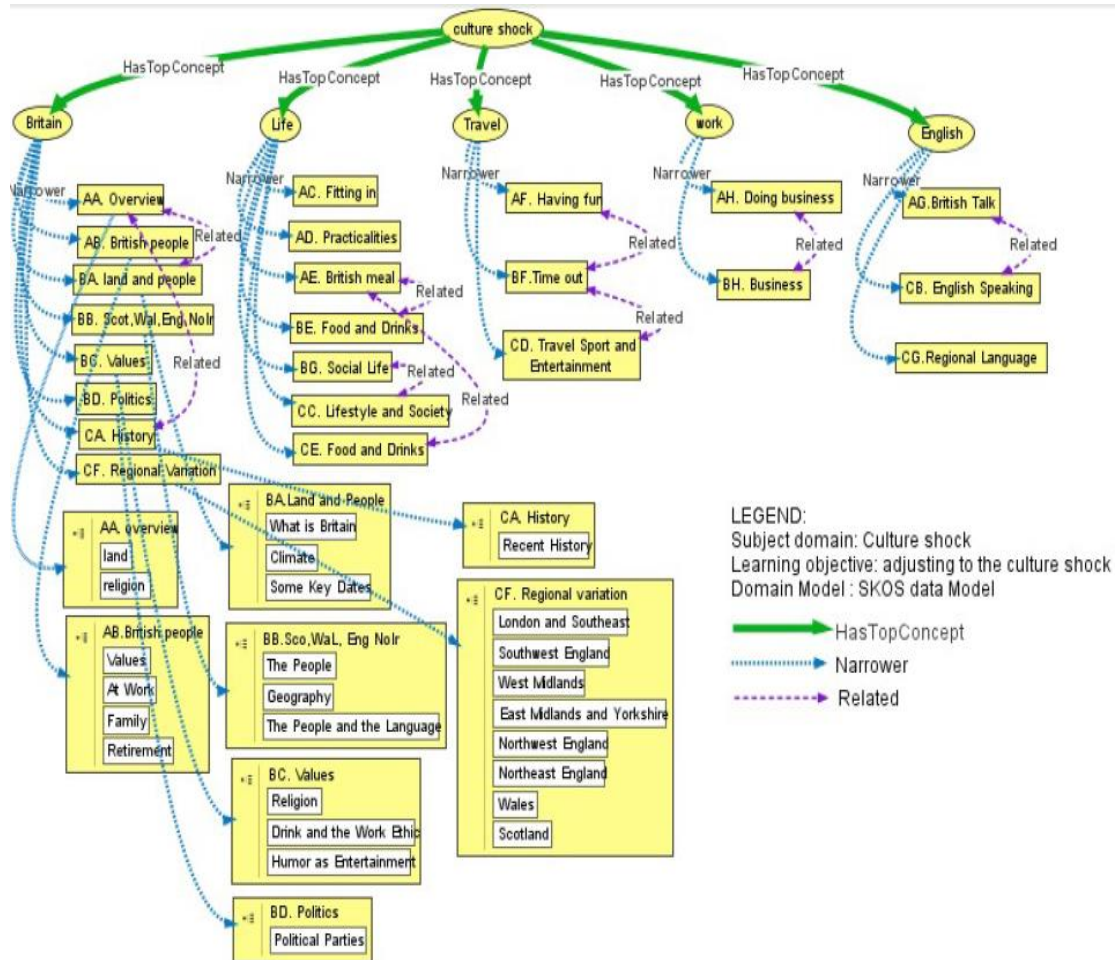 culture shock
HasTopConcept
HasTopConcept
HasTopConcept
HasTopConcept
HasTopConcept
Britain
Life
Travel
work
English
Narrower
AA. Overview
AB. British people
BA. land and people
BB. Scot,Wal,Eng,NoIr
BC. Values
BD. Politics
CA. History
CF. Regional Variation
Related
Related
Narrower
AC. Fitting in
AD. Practicalities
AE. British meal
BE. Food and Drinks
BG. Social Life
CC. Lifestyle and Society
CE. Food and Drinks
Related
Related
Related
Narrower
AF. Having fun
BF.Time out
CD. Travel Sport and
Entertainment
Related
Related
Narrower
AH. Doing business
BH. Business
Related
Narrower
AG.British Talk
CB. English Speaking
CG.Regional Language
Related
AA. overview
land
religion
AB.British people
Values
At Work
Family
Retirement
BA.Land and People
What is Britain
Climate
Some Key Dates
BB.Sco,WaL, Eng NoIr
The People
Geography
The People and the Language
BC. Values
Religion
Drink and the Work Ethic
Humor as Entertainment
BD. Politics
Political Parties
CA. History
Recent History
CF. Regional variation
London and Southeast
Southwest England
West Midlands
East Midlands and Yorkshire
Northwest England
Northeast England
Wales
Scotland
LEGEND:
Subject domain: Culture shock
Learning objective: adjusting to the culture shock
Domain Model : SKOS data Model
HasTopConcept
Narrower
Related